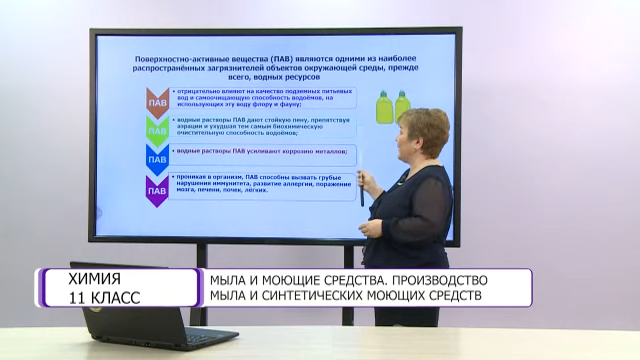 Поверхностно-активные вещества (ПАВ) являются одними из наиболее
распространённых загрязнителей объектов окружающей среды, прежде
всего, водных ресурсов
ПАВ
• отрицательно влияют на качество подземных питьевых
вод и самоочищающую способность водоёмов, на
использующих эту воду флору и фауну;
ПАВ
• водные растворы ПАВ дают стойкую пену, препятствуя
аэрации и ухудшая тем самым биохимическую
очистительную способность водоёмов;
ПАВ
• водные растворы ПАВ усиливают коррозию металлов;
ПАВ
• проникая в организм, ПАВ способны вызвать грубые
нарушения иммунитета, развитие аллергии, поражение
мозга, печени, почек, лёгких.
ХИМИЯ
11 КЛАСС
МЫЛА И МОЮЩИЕ СРЕДСТВА. ПРОИЗВОДСТВО
МЫЛА И СИНТЕТИЧЕСКИХ МОЮЩИХ СРЕДСТВ